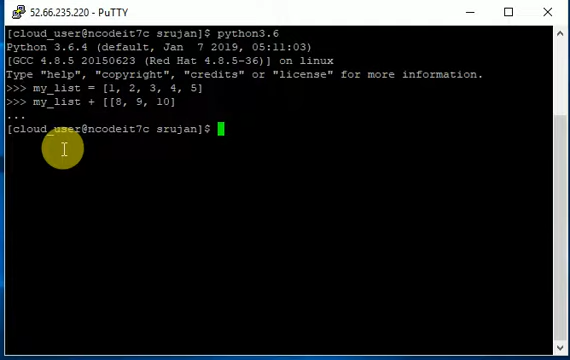 52.66.235.220 - PuTTY
[cloud_user@ncodeit7c srujan]$ python3.6
Python 3.6.4 (default, Jan  7 2019, 05:11:03)
[GCC 4.8.5 20150623 (Red Hat 4.8.5-36)] on linux
Type "help", "copyright", "credits" or "license" for more information.
>>> my_list = [1, 2, 3, 4, 5]
>>> my_list + [[8, 9, 10]
...
[cloud_user@ncodeit7c srujan]$